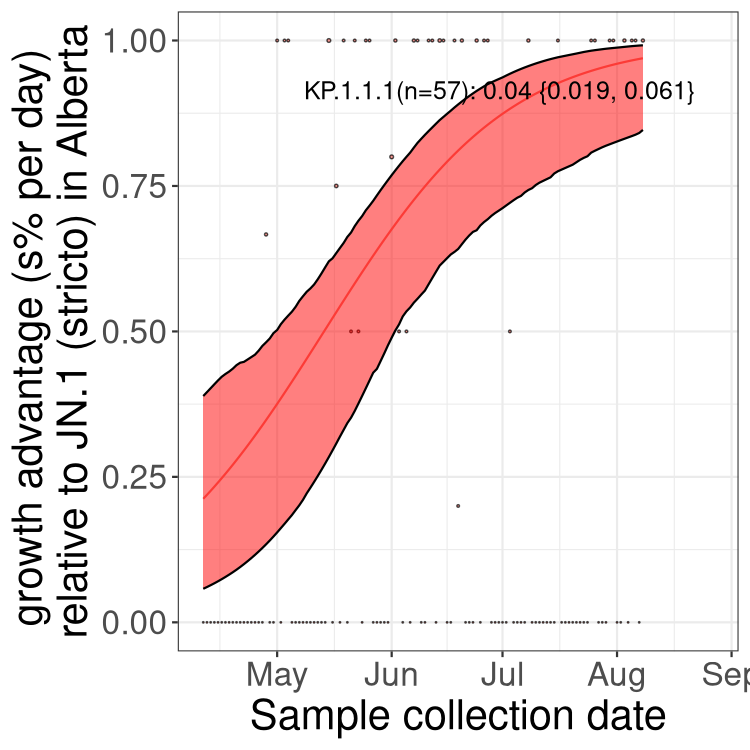 growth advantage (s% per day)
relative to JN.1 (stricto) in Alberta
1.00
0.75
0.50
0.25
0.00
KP.1.1.1(n=57): 0.04 {0.019, 0.061}
May Jun Jul Aug Sep
Sample collection date